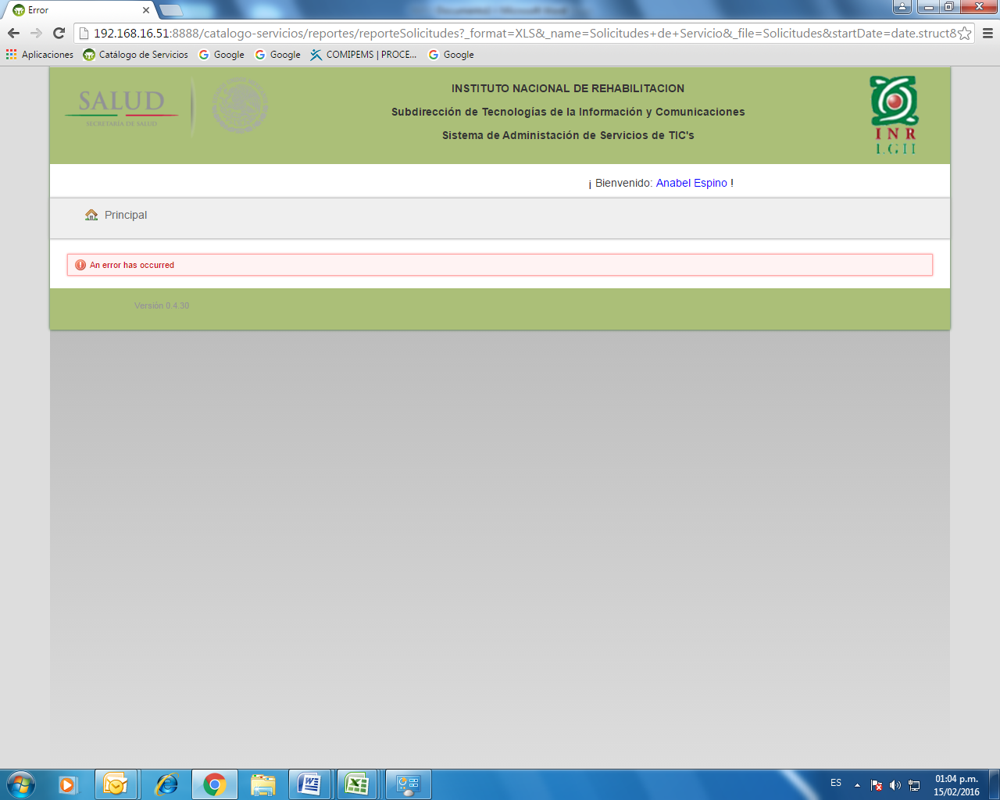 Error
192.168.16.51:8888/catalogo-servicios/reportes/reporteSolicitudes?_format=XLS&_name=Solicitudes+de+Servicio&_file=Solicitudes&startDate=date.struct&
Aplicaciones Catálogo de Servicios Google Google COMIPEMS | PROCE... Google
SALUD
SECRETARÍA DE SALUD
INSTITUTO NACIONAL DE REHABILITACION
Subdirección de Tecnologías de la Información y Comunicaciones
Sistema de Administación de Servicios de TIC's
INR
LGII
¡ Bienvenido: Anabel Espino !
Principal
An error has occurred
Versión 0.4.30
ES
01:04 p.m.
15/02/2016